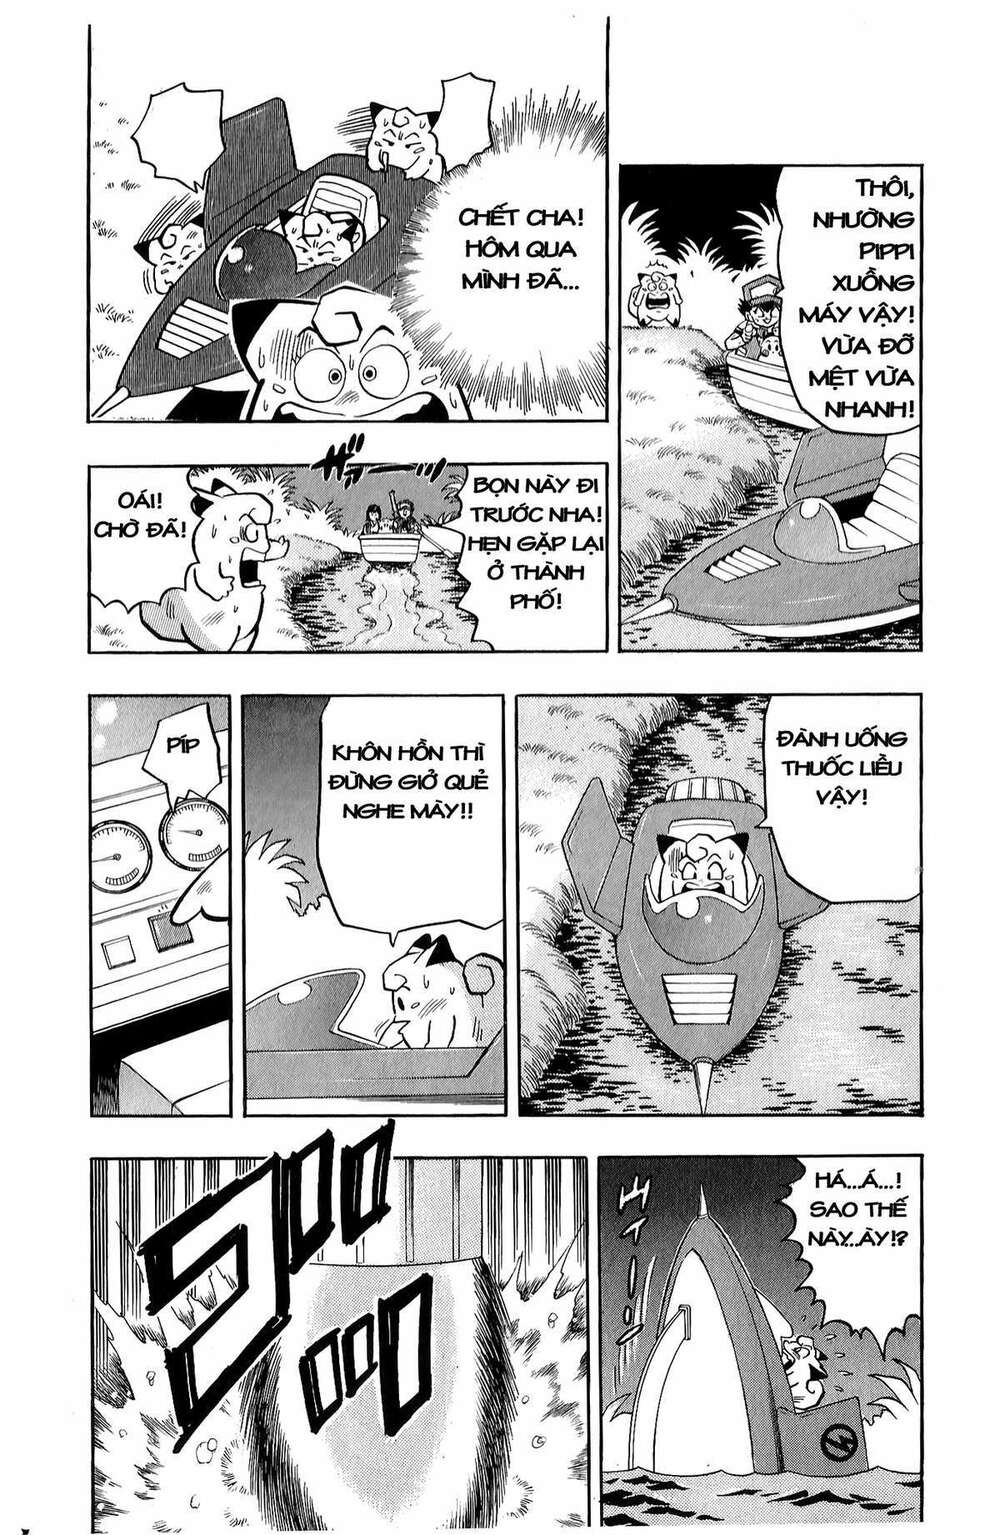 THÔI,
NHƯỜNG
PIPPI
XUỒNG
MÁY VẬY!
VỪA ĐỠ
MỆT VỪA
NHANH!
CHẾT CHA!
HÔM QUA
MÌNH ĐÃ...
BỌN NÀY ĐI
TRƯỚC NHA!
HẸN GẶP LẠI
Ở THÀNH
PHỐ!
OÁI!
CHỜ ĐÃ!
ĐÀNH UỐNG
THUỐC LIỀU
VẬY!
KHÔN HỒN THÌ
ĐỪNG GIỞ QUẺ
NGHE MÀY!!
PÍP
HÁ...Á...!
SAO THẾ
NÀY...ÀY!?